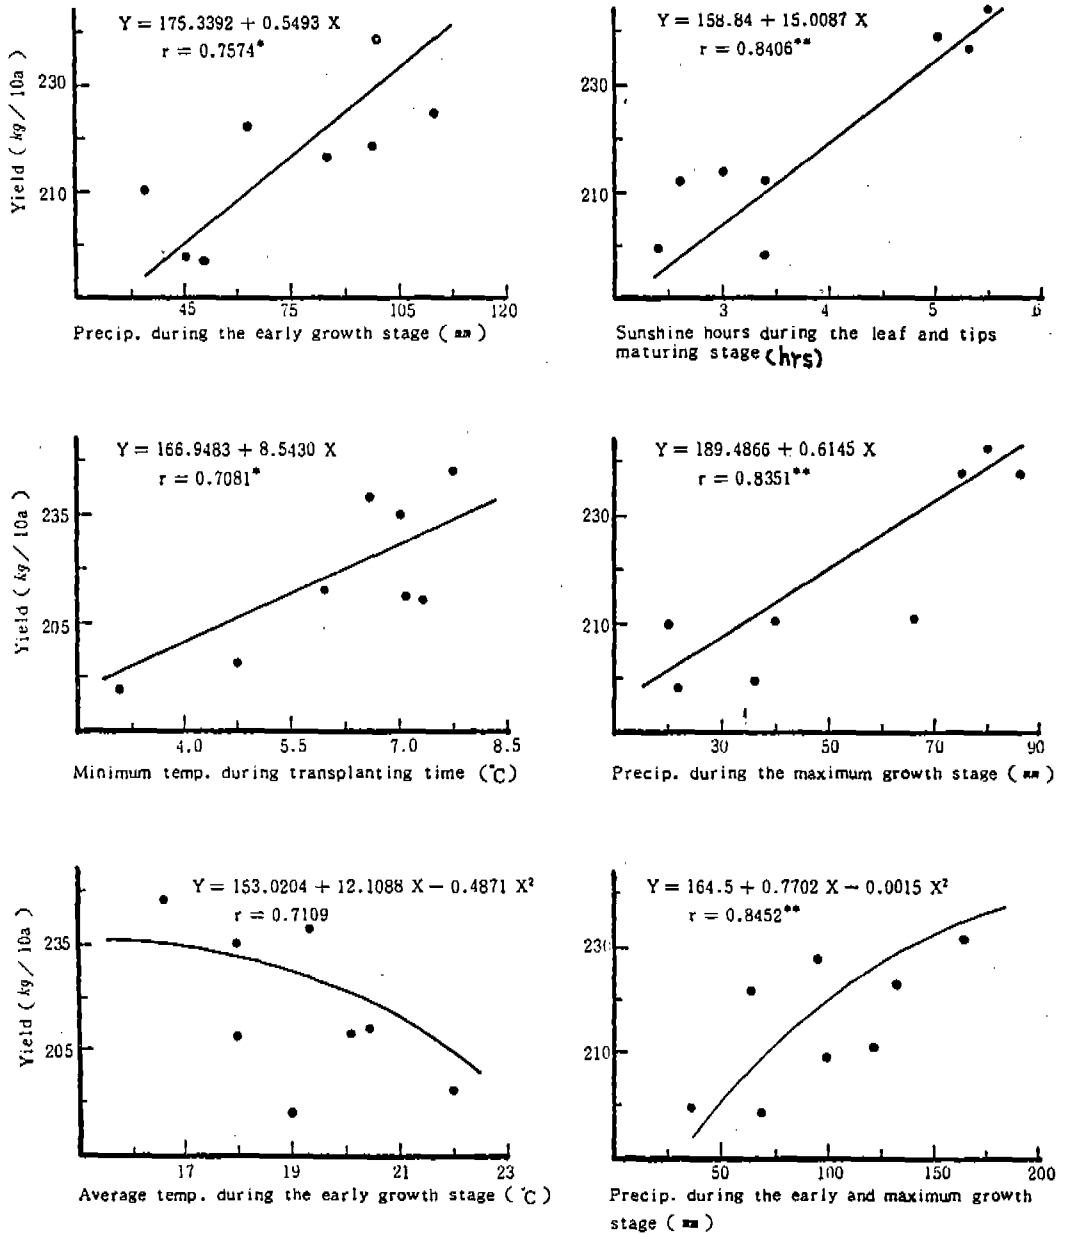 Y = 175.3392 + 0.5493 X
r = 0.7574*
Yield ( kg / 10a )
230
210
45 75 105 120
Precip. during the early growth stage ( mm )
Y = 158.84 + 15.0087 X
r = 0.8406**
230
210
3 4 5 6
Sunshine hours during the leaf and tips
maturing stage (hrs)
Y = 166.9483 + 8.5430 X
r = 0.7081*
Yield ( kg / 10a )
235
205
4.0 5.5 7.0 8.5
Minimum temp. during transplanting time (°C)
Y = 189.4866 + 0.6145 X
r = 0.8351**
230
210
30 50 70 90
Precip. during the maximum growth stage ( mm )
Y = 153.0204 + 12.1088 X − 0.4871 X²
r = 0.7109
Yield ( kg / 10a )
235
205
17 19 21 23
Average temp. during the early growth stage (°C)
Y = 164.5 + 0.7702 X − 0.0015 X²
r = 0.8452**
230
210
50 100 150 200
Precip. during the early and maximum growth
stage ( mm )